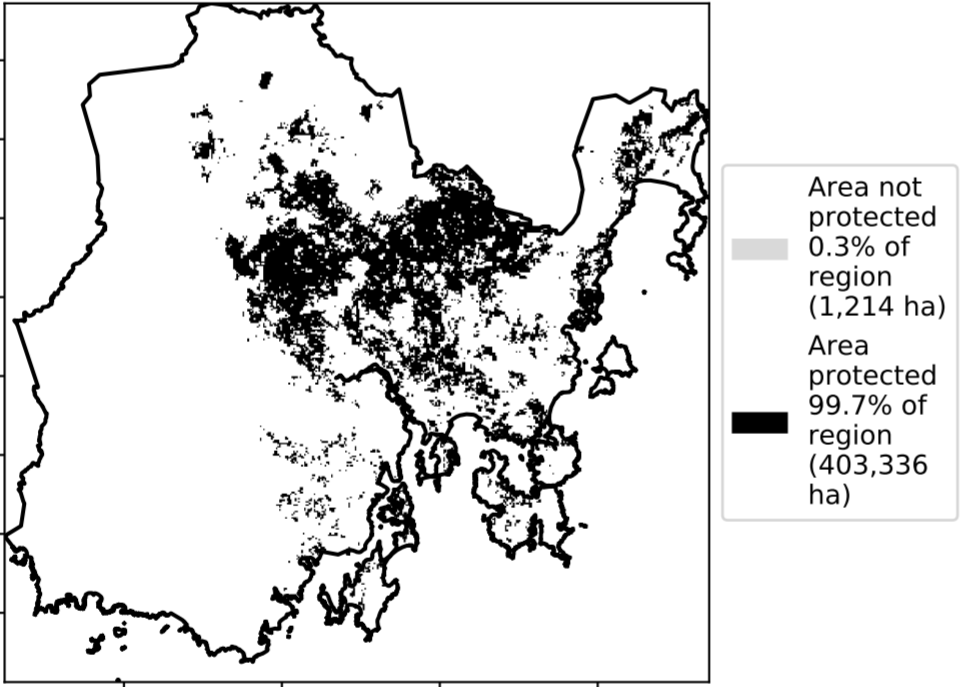 Area not
protected
0.3% of
region
(1,214 ha)
Area
protected
99.7% of
region
(403,336
ha)